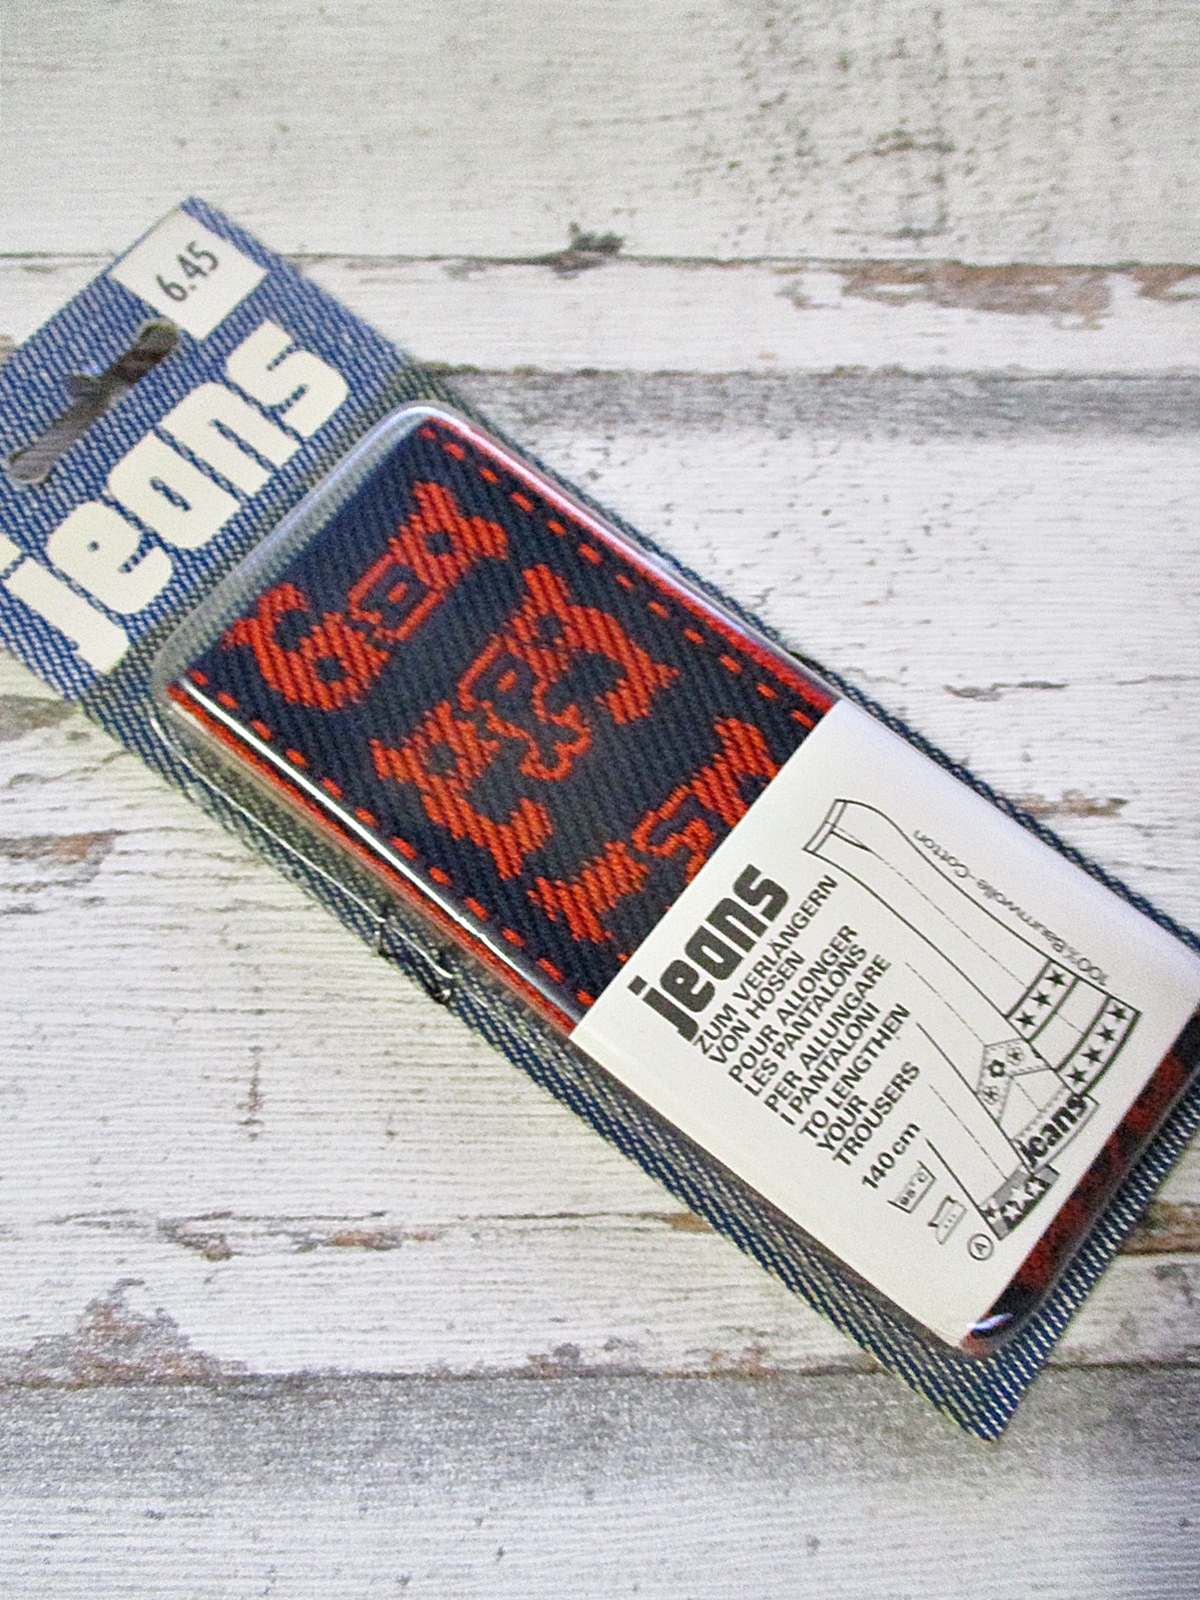 6.45
jeans
jeans
ZUM VERLÄNGERN
VON HOSEN
POUR ALLONGER
LES PANTALONS
PER ALLUNGARE
I PANTALONI
TO LENGTHEN
YOUR
TROUSERS
140 cm
95°C
A
100% Baumwolle-Cotton
jeans